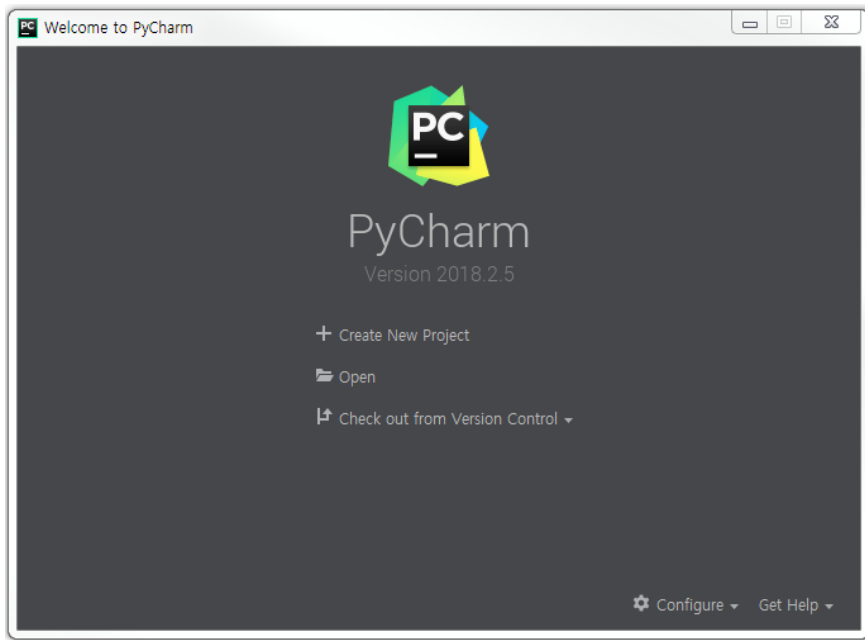 PC Welcome to PyCharm
PC
PyCharm
Version 2018.2.5
Create New Project
Open
Check out from Version Control
Configure Get Help